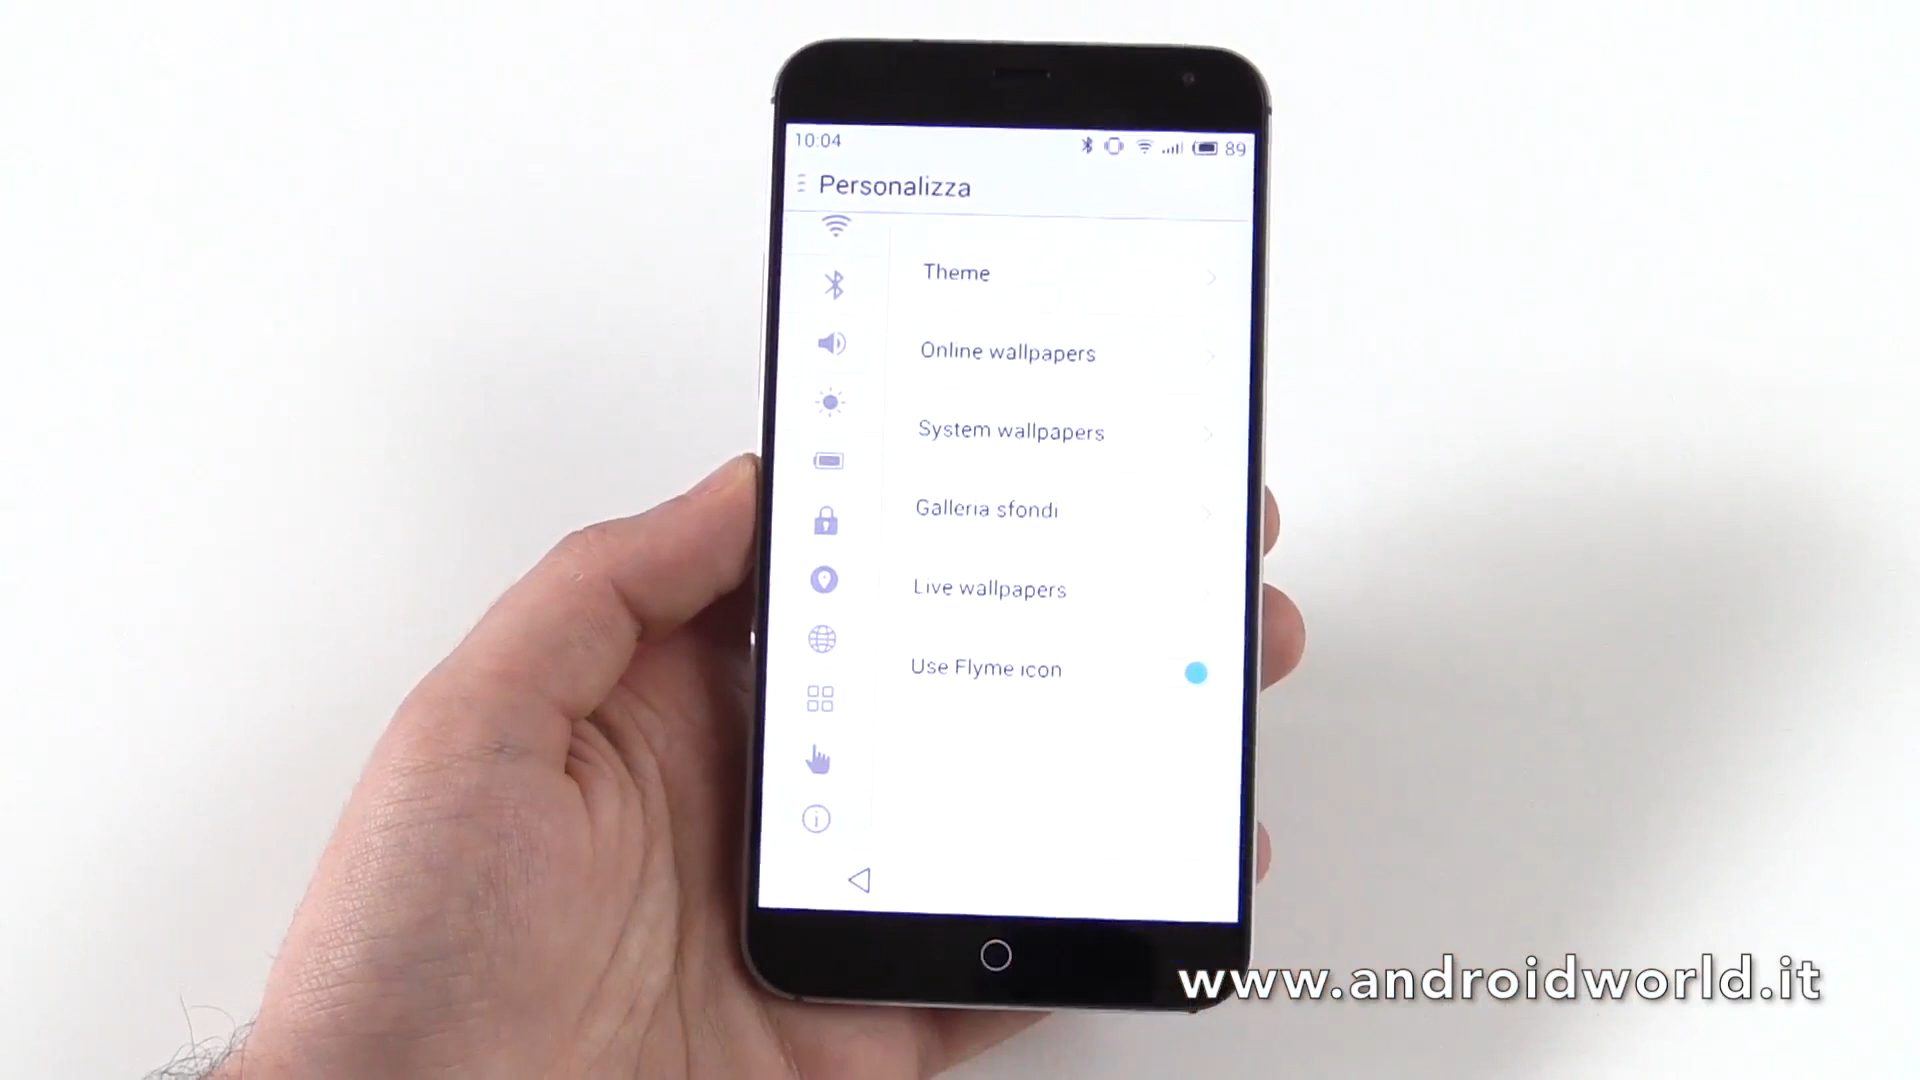 10:04
89
Personalizza
Theme
Online wallpapers
System wallpapers
Galleria sfondi
Live wallpapers
Use Flyme icon
www.androidworld.it